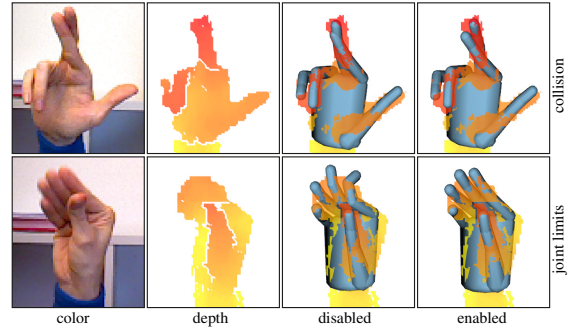 collision
joint limits
color depth disabled enabled